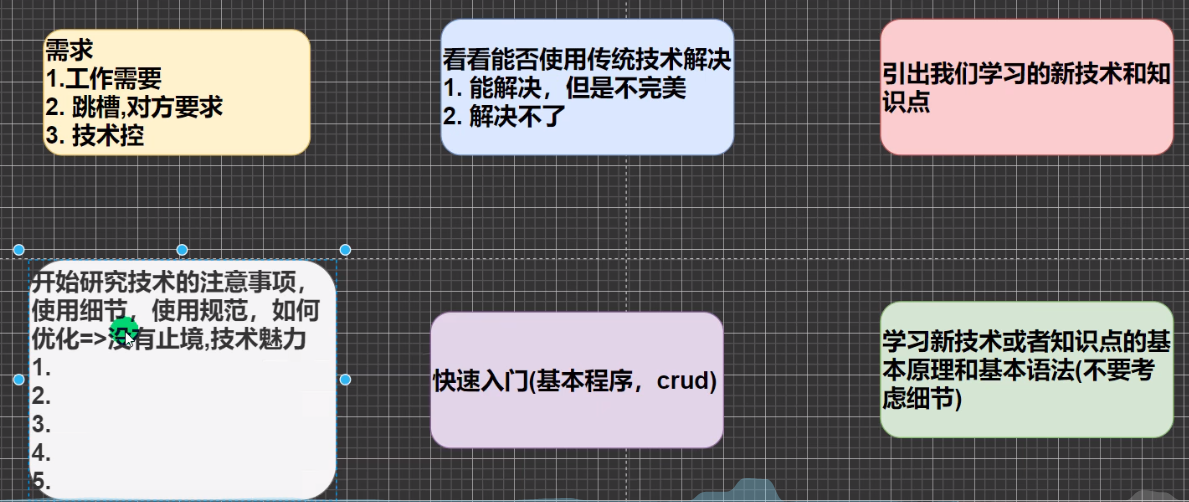 需求
1.工作需要
2. 跳槽,对方要求
3. 技术控
看看能否使用传统技术解决
1. 能解决，但是不完美
2. 解决不了
引出我们学习的新技术和知
识点
开始研究技术的注意事项，
使用细节，使用规范，如何
优化=>没有止境,技术魅力
1.
2.
3.
4.
5.
快速入门(基本程序，crud)
学习新技术或者知识点的基
本原理和基本语法(不要考
虑细节)